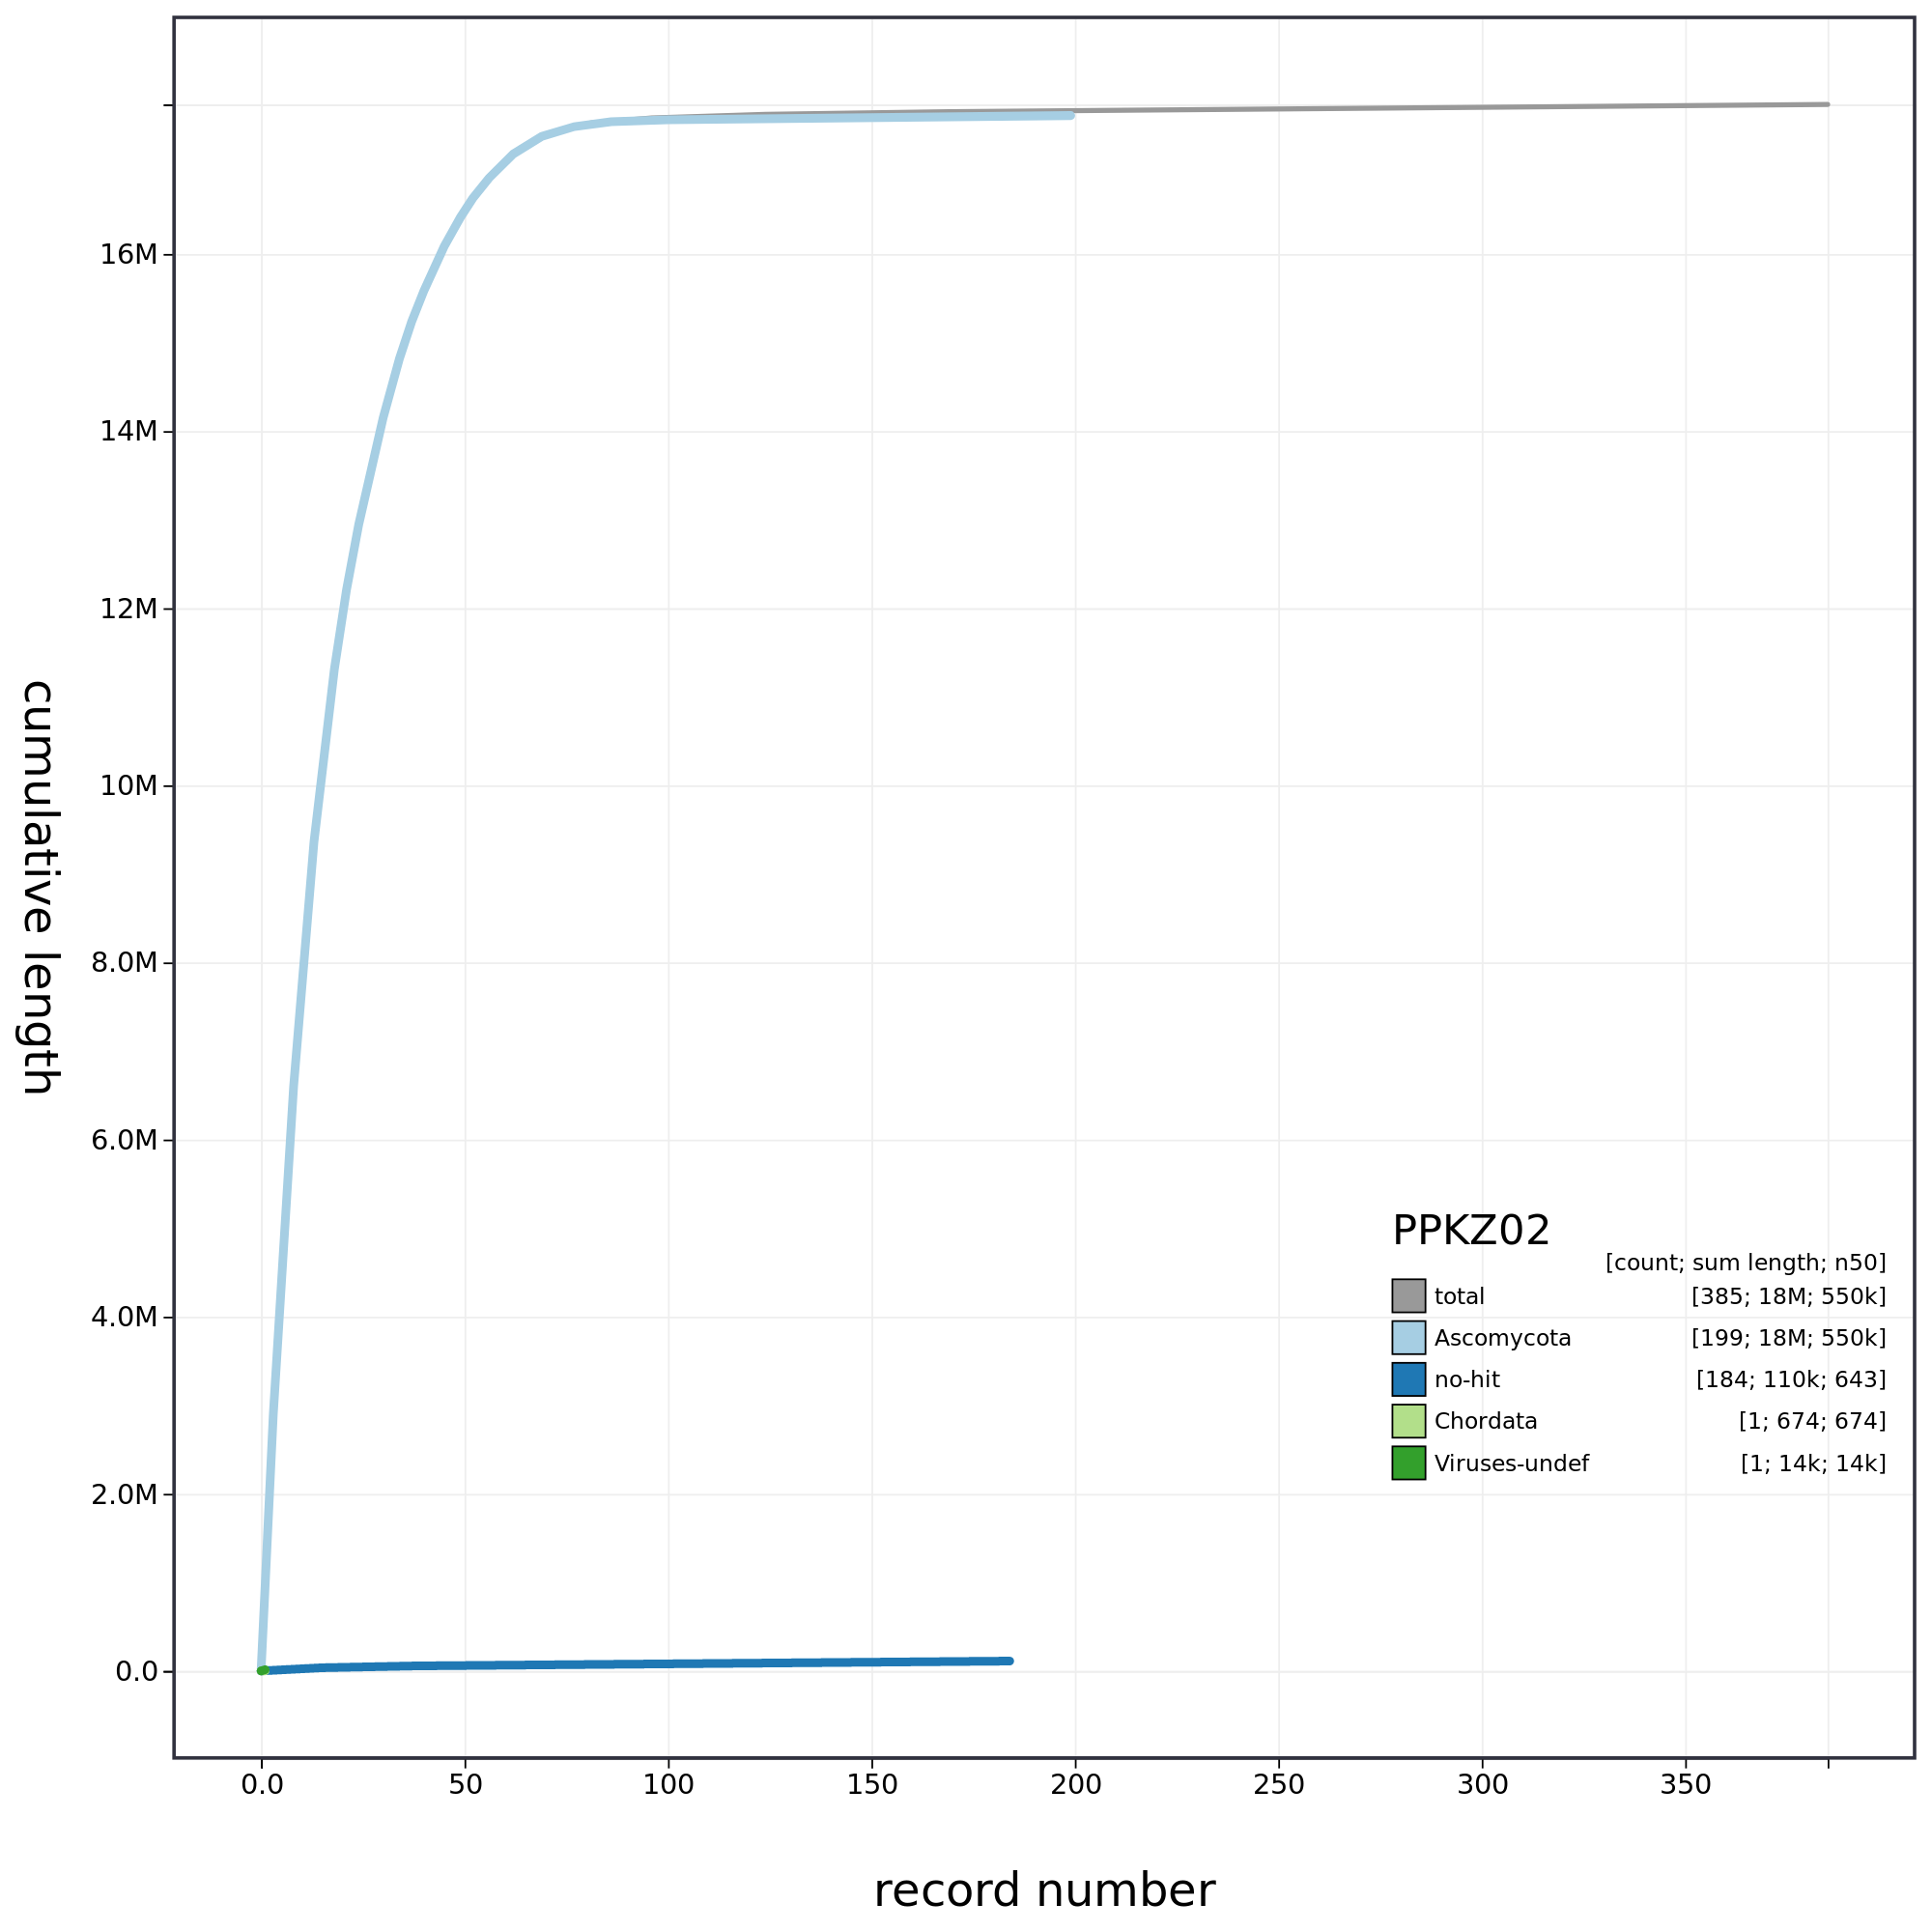 cumulative length
16M
14M
12M
10M
8.0M
6.0M
4.0M
2.0M
0.0
PPKZ02
[count; sum length; n50]
total [385; 18M; 550k]
Ascomycota [199; 18M; 550k]
no-hit [184; 110k; 643]
Chordata [1; 674; 674]
Viruses-undef [1; 14k; 14k]
0.0 50 100 150 200 250 300 350
record number